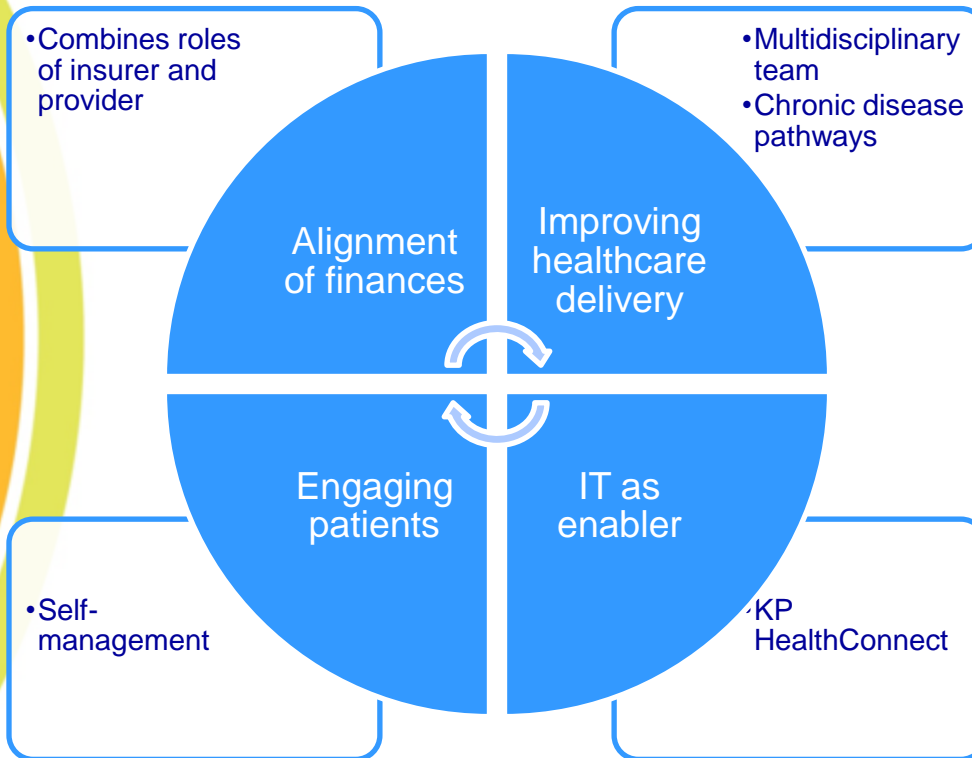 •Combines roles
of insurer and
provider
•Multidisciplinary
team
•Chronic disease
pathways
Alignment
of finances
Improving
healthcare
delivery
Engaging
patients
IT as
enabler
•Self-
management
•KP
HealthConnect